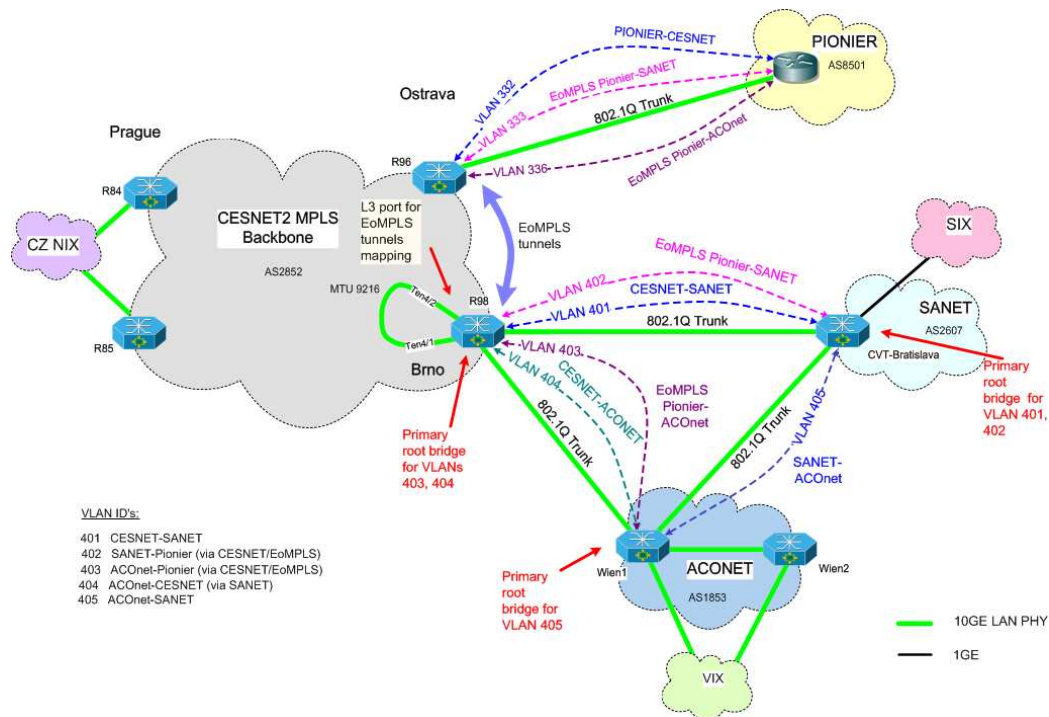 PIONIER-CESNET
PIONIER
AS8501
EoMPLS Pionier-SANET
Ostrava
VLAN 332
VLAN 333
802.1Q Trunk
Prague
EoMPLS Pionier-ACOnet
R96
VLAN 336
R84
L3 port for
EoMPLS
tunnels
mapping
CESNET2 MPLS
Backbone
EoMPLS
tunnels
SIX
CZ NIX
AS2852
EoMPLS Pionier-SANET
MTU 9216
Ten4/2
R98
VLAN 402
CESNET-SANET
SANET
VLAN 401
AS2607
802.1Q Trunk
R85
Ten4/1
VLAN 403
CVT-Bratislava
Brno
VLAN 404
CESNET-ACONET
Primary
root
bridge for
VLAN 401,
402
EoMPLS
Pionier-
ACOnet
VLAN 405
802.1Q Trunk
802.1Q Trunk
Primary
root bridge
for VLANs
403, 404
SANET-
ACOnet
VLAN ID's:
401 CESNET-SANET
402 SANET-Pionier (via CESNET/EoMPLS)
403 ACOnet-Pionier (via CESNET/EoMPLS)
404 ACOnet-CESNET (via SANET)
405 ACOnet-SANET
Wien1
ACONET
Wien2
AS1853
Primary
root
bridge for
VLAN 405
10GE LAN PHY
1GE
VIX